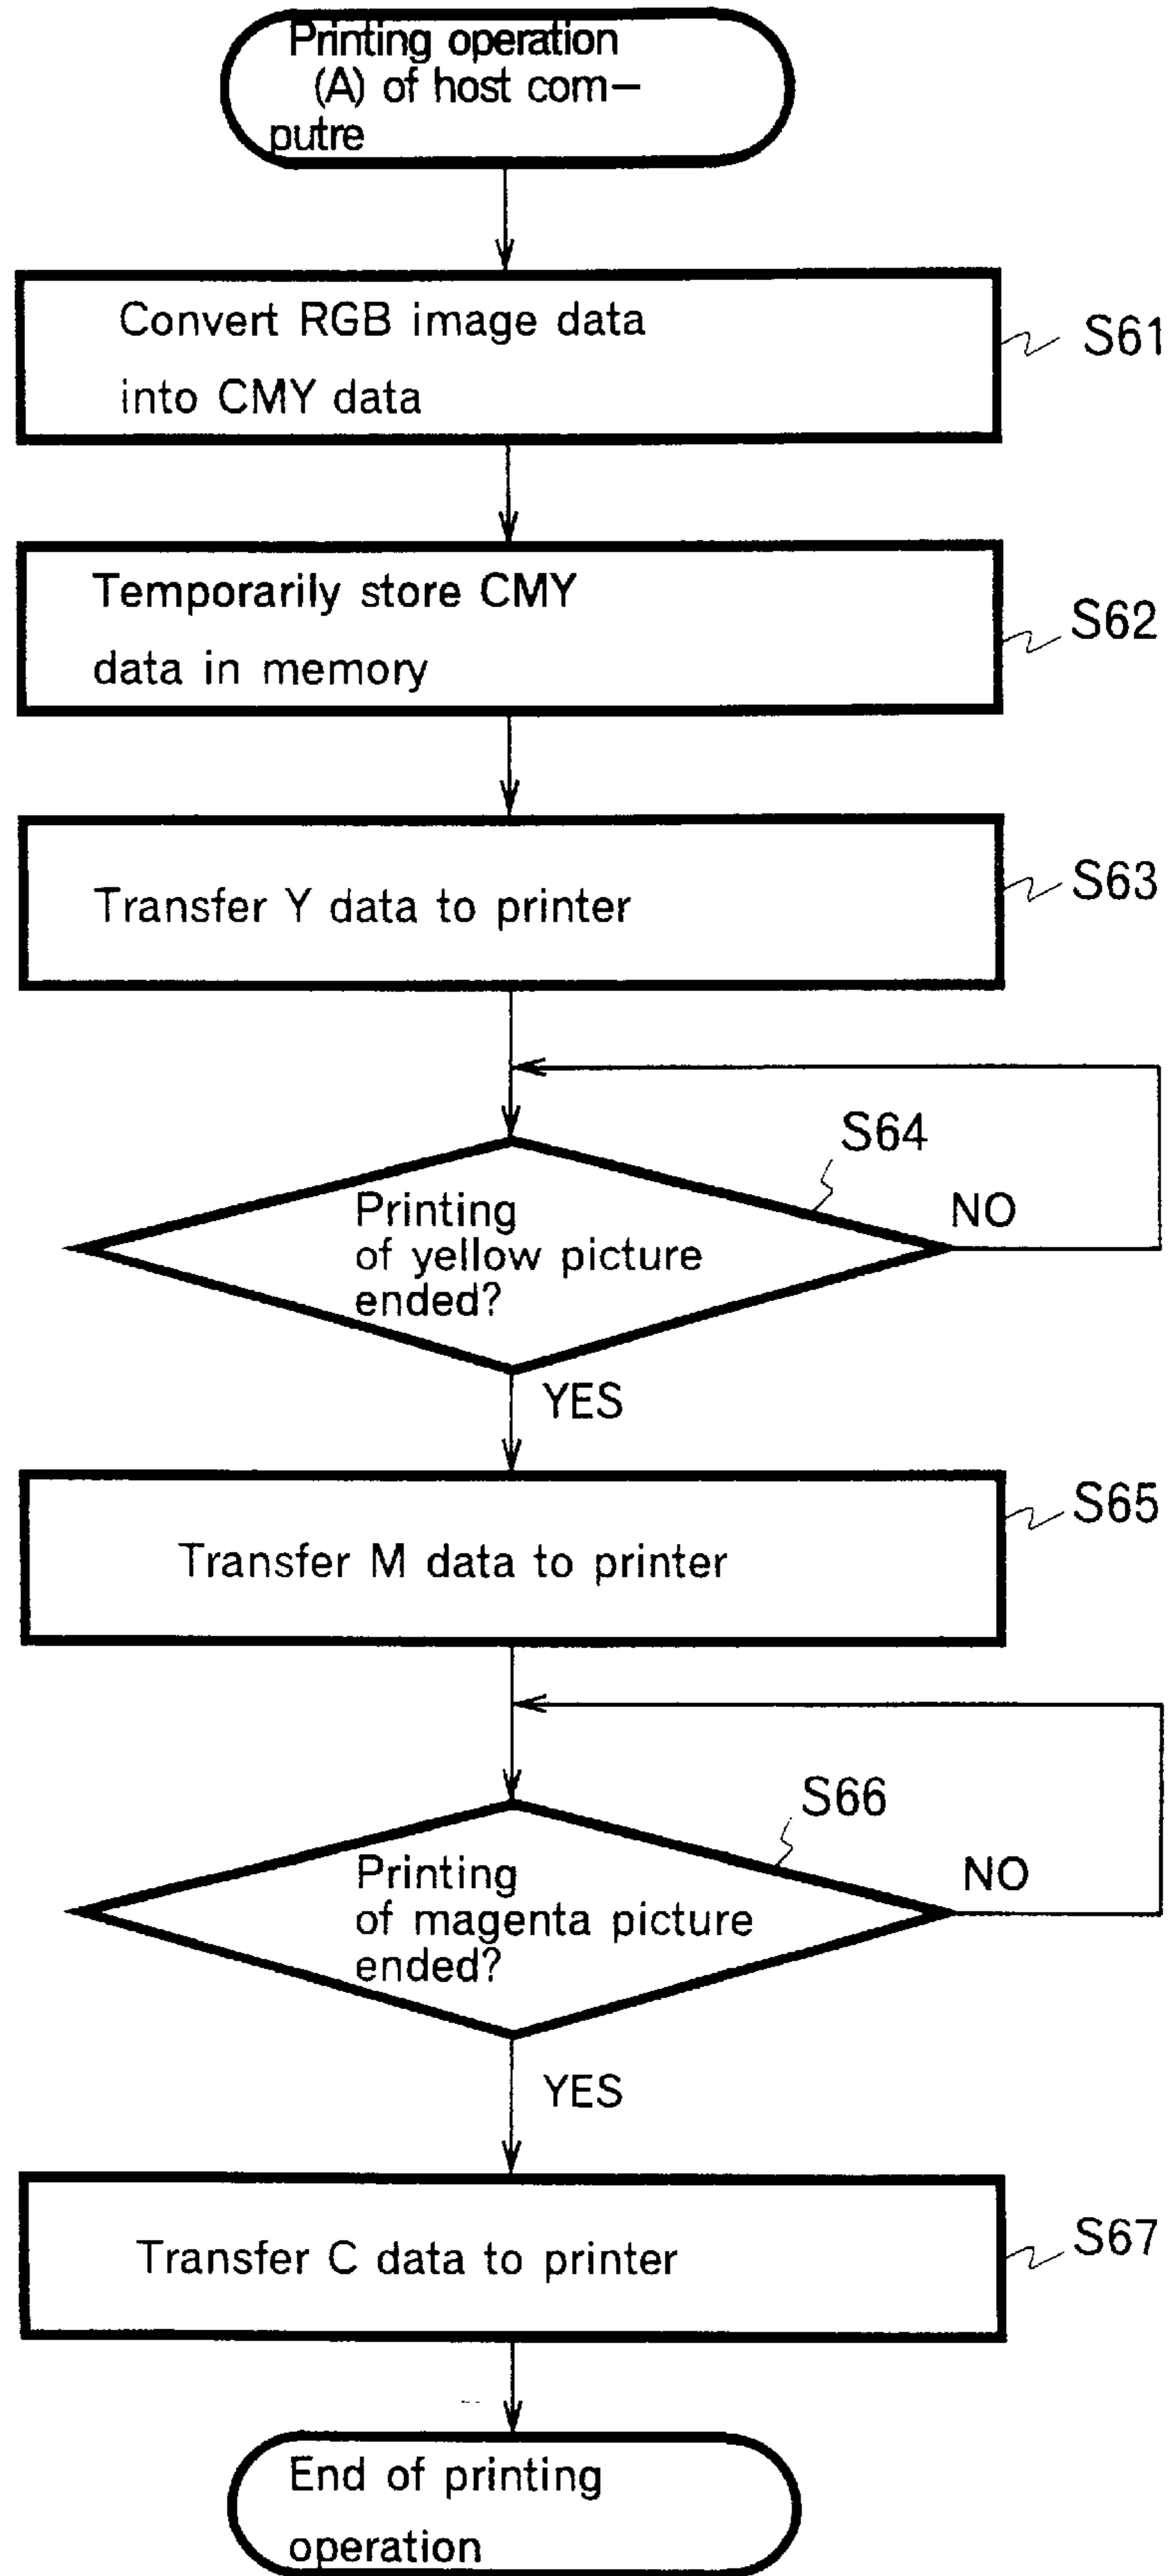 Printing operation
(A) of host com–
putre
Convert RGB image data
into CMY data
S61
Temporarily store CMY
data in memory
S62
Transfer Y data to printer
S63
S64
Printing
of yellow picture
ended?
NO
YES
Transfer M data to printer
S65
S66
Printing
of magenta picture
ended?
NO
YES
Transfer C data to printer
S67
End of printing
operation